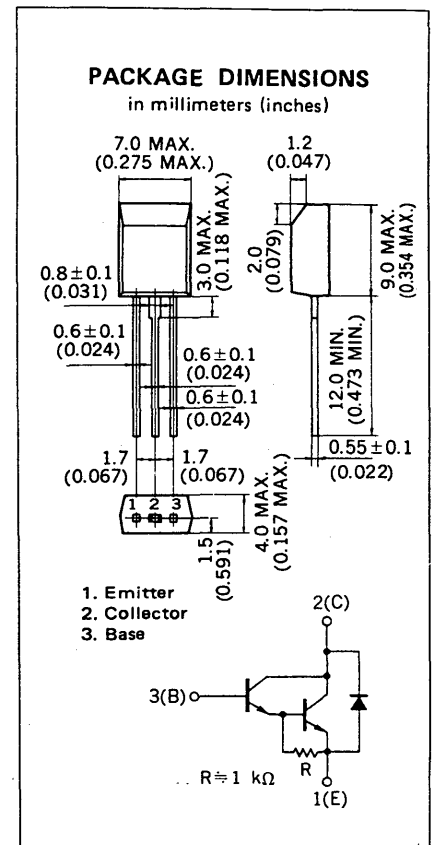 PACKAGE DIMENSIONS
in millimeters (inches)
7.0 MAX.
(0.275 MAX.)
1.2
(0.047)
3.0 MAX.
(0.118 MAX.)
2.0
(0.079)
9.0 MAX.
(0.354 MAX.)
0.8±0.1
(0.031)
0.6±0.1
(0.024)
0.6±0.1
(0.024)
0.6±0.1
(0.024)
12.0 MIN.
(0.473 MIN.)
0.55±0.1
(0.022)
1.7
(0.067)
1.7
(0.067)
1 2 3
1.5
(0.591)
4.0 MAX.
(0.157 MAX.)
1. Emitter
2. Collector
3. Base
2(C)
3(B)
R
R≒1 kΩ
1(E)